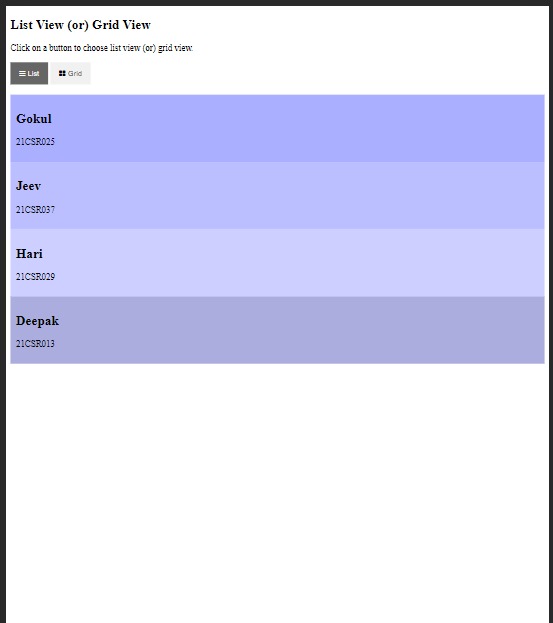 List View (or) Grid View
Click on a button to choose list view (or) grid view.
List Grid
Gokul
21CSR025
Jeev
21CSR037
Hari
21CSR029
Deepak
21CSR013